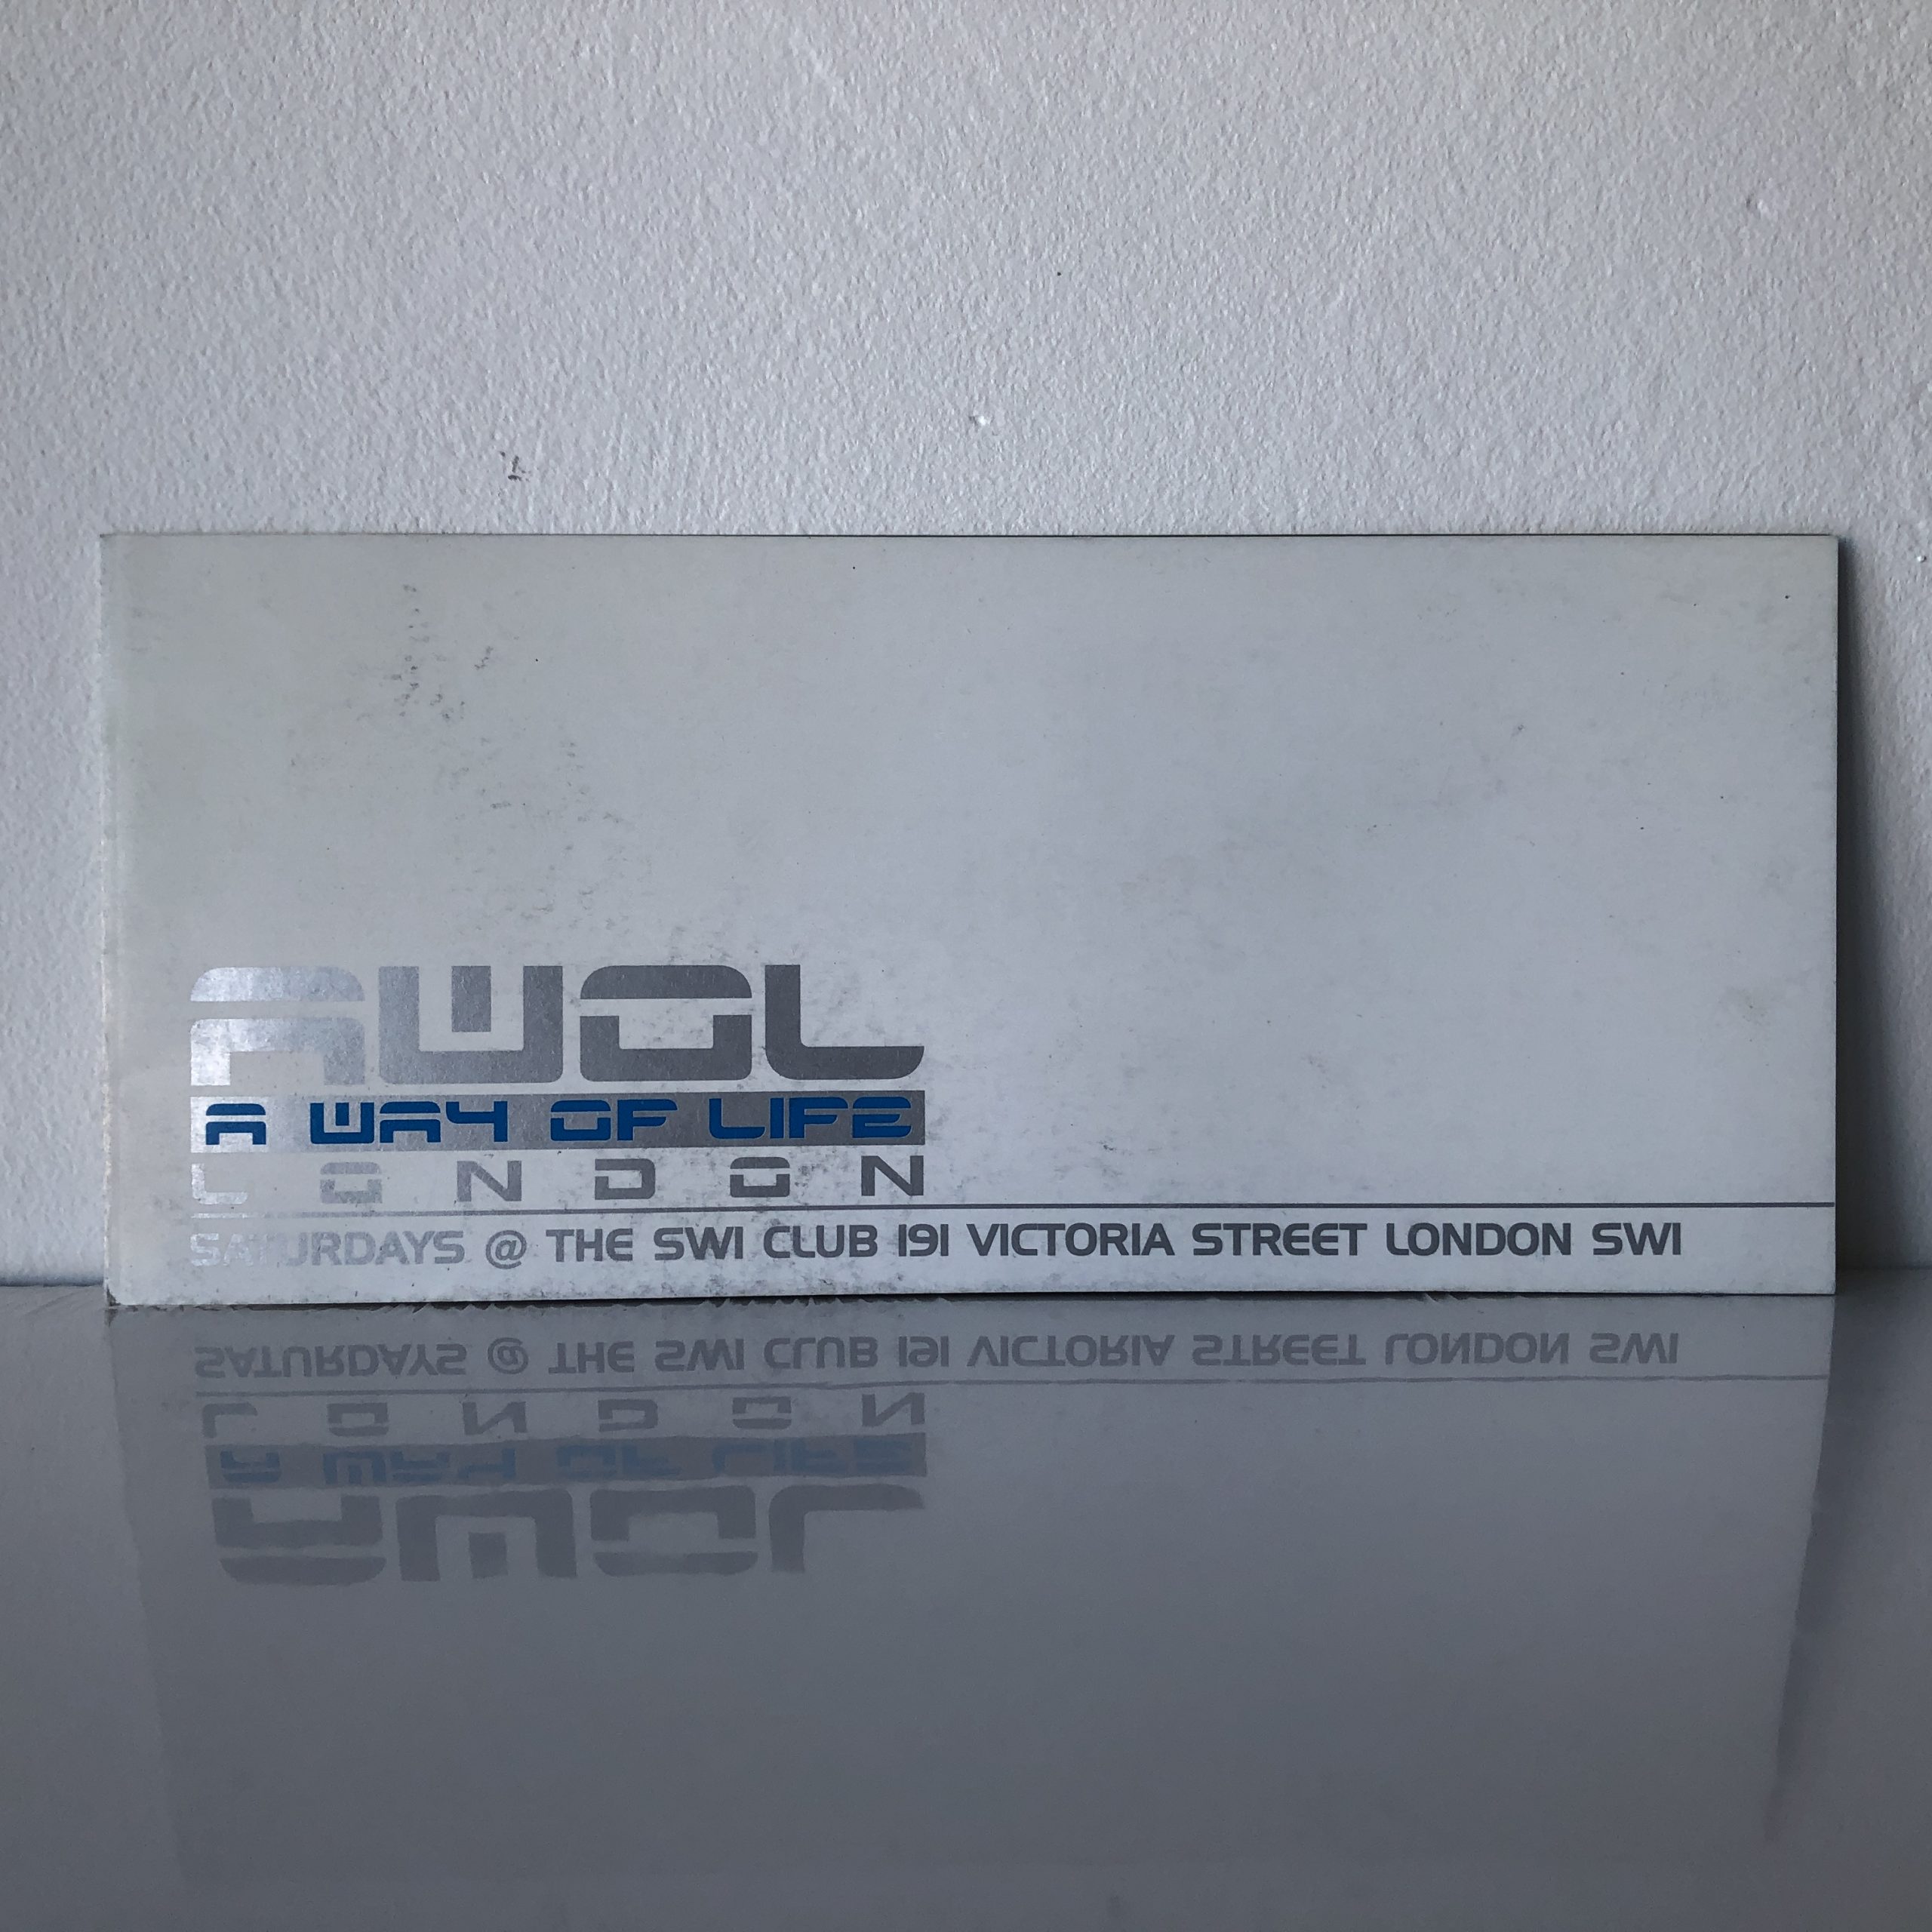 AWOL
A WAY OF LIFE
LONDON
SATURDAYS @ THE SW1 CLUB 191 VICTORIA STREET LONDON SW1